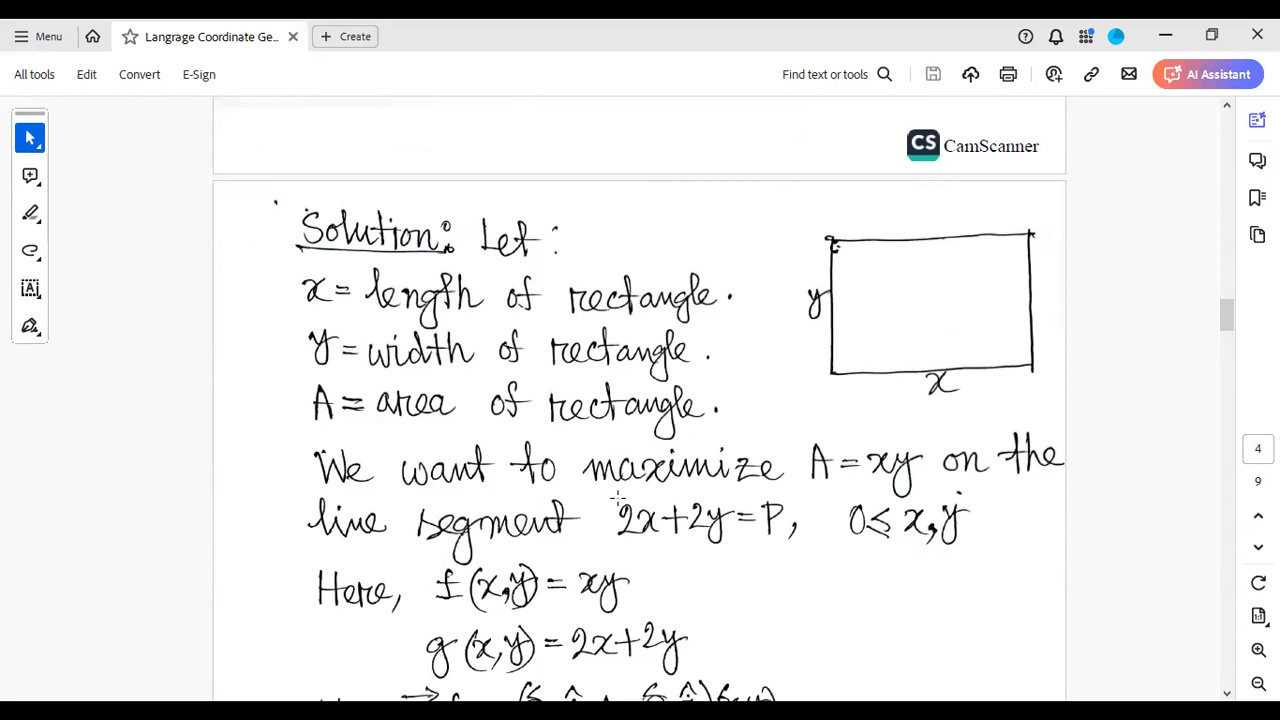 Menu
Langrage Coordinate Ge...
Create
All tools
Edit
Convert
E-Sign
Find text or tools
AI Assistant
CS CamScanner
Solution: Let:
x = length of rectangle.
y = width of rectangle.
A = area of rectangle.
y
x
We want to maximize A = xy on the
line segment 2x+2y=P, 0≤x,y
Here, f(x,y) = xy
g(x,y) = 2x+2y
4
9